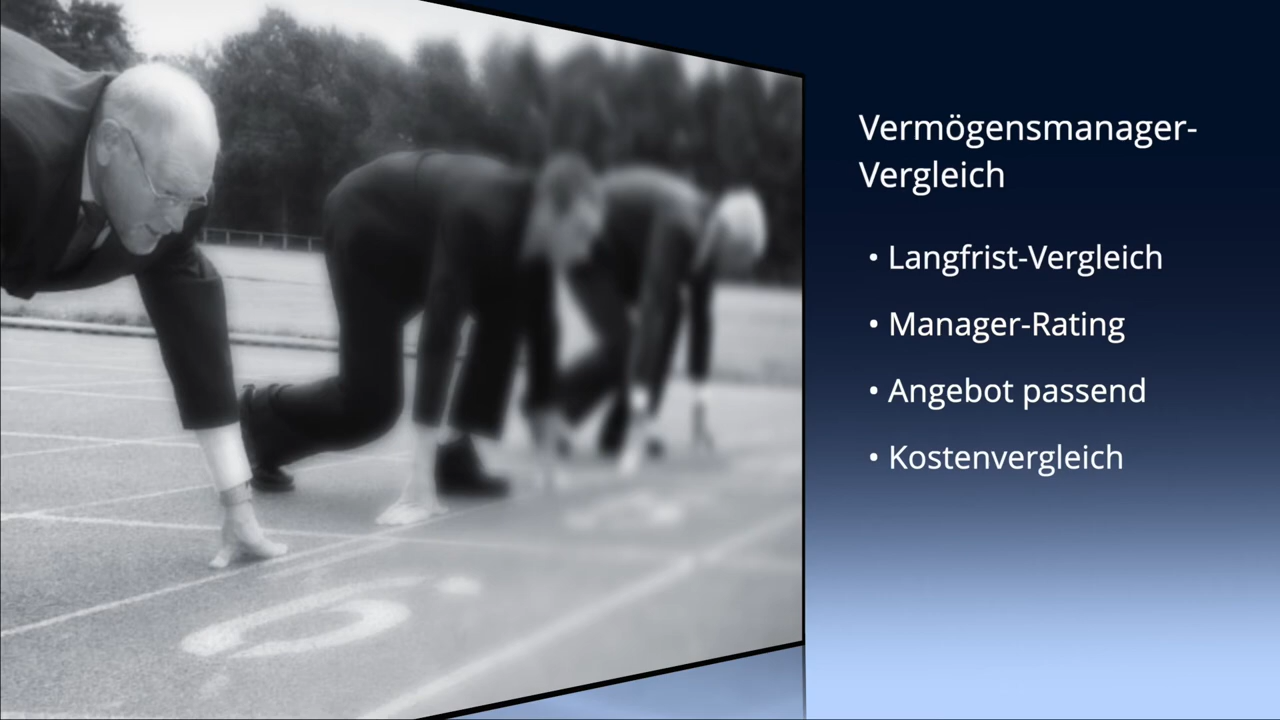 Vermögensmanager-
Vergleich
• Langfrist-Vergleich
• Manager-Rating
• Angebot passend
• Kostenvergleich